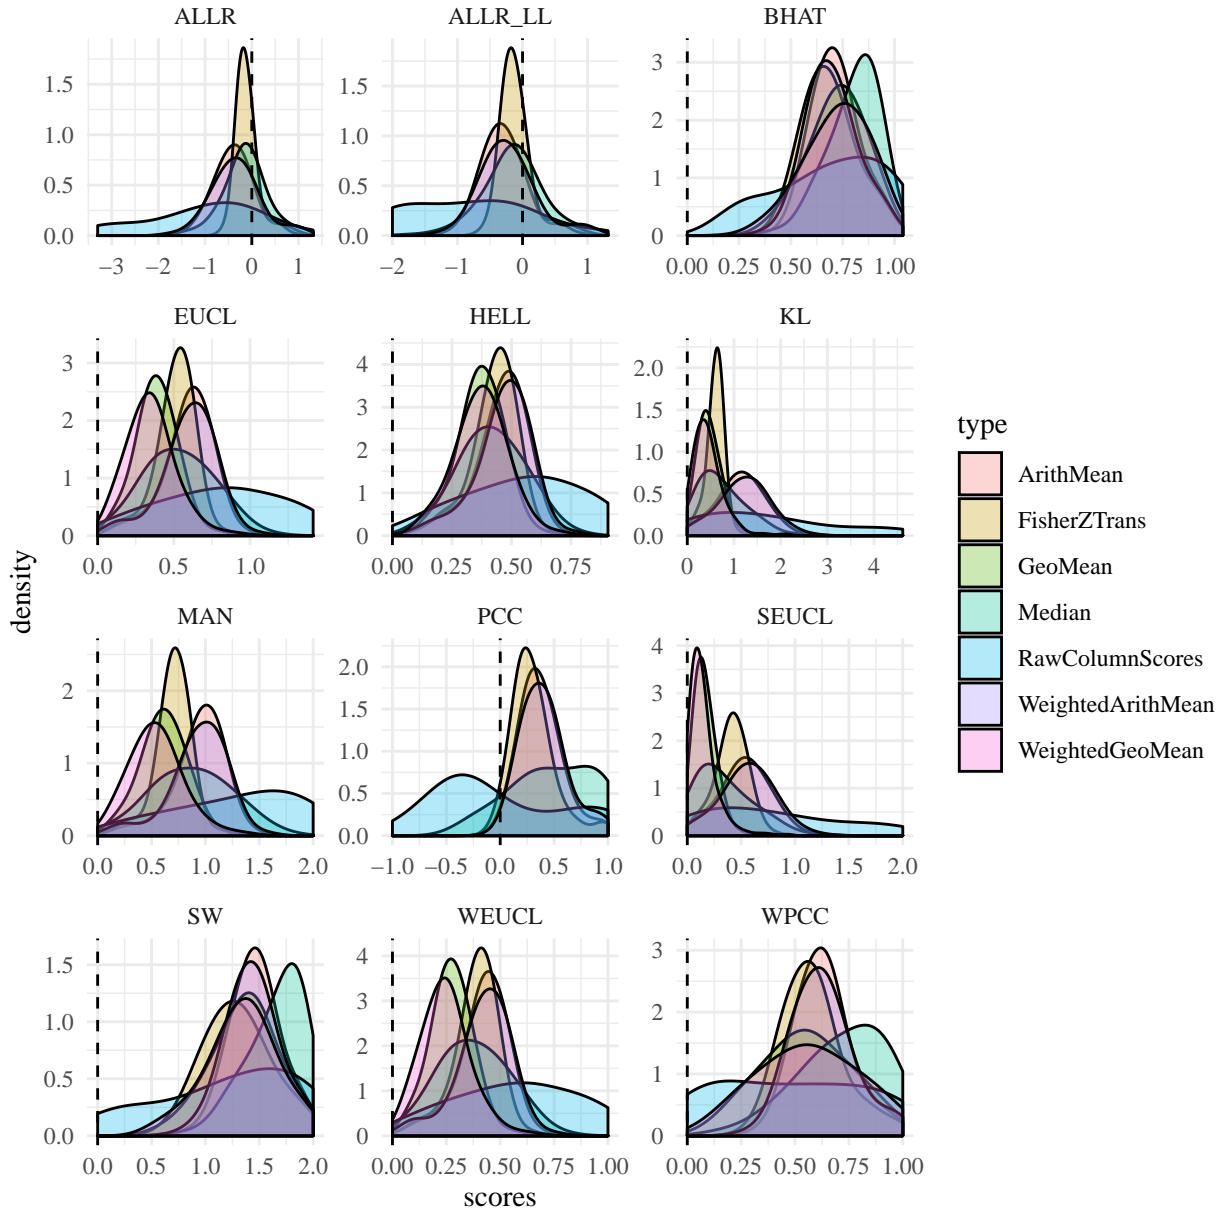 ALLR ALLR_LL BHAT
0.0 0.5 1.0 1.5
−3 −2 −1 0 1
0.0 0.5 1.0 1.5
−2 −1 0 1
0 1 2 3
0.00 0.25 0.50 0.75 1.00
EUCL HELL KL
0 1 2 3
0.0 0.5 1.0
0 1 2 3 4
0.00 0.25 0.50 0.75
0.0 0.5 1.0 1.5 2.0
0 1 2 3 4
MAN PCC SEUCL
0 1 2
0.0 0.5 1.0 1.5 2.0
0.0 0.5 1.0 1.5 2.0
−1.0 −0.5 0.0 0.5 1.0
0 1 2 3 4
0.0 0.5 1.0 1.5 2.0
SW WEUCL WPCC
0.0 0.5 1.0 1.5
0.0 0.5 1.0 1.5 2.0
0 1 2 3 4
0.00 0.25 0.50 0.75 1.00
0 1 2 3
0.00 0.25 0.50 0.75 1.00
density
scores
type
ArithMean
FisherZTrans
GeoMean
Median
RawColumnScores
WeightedArithMean
WeightedGeoMean